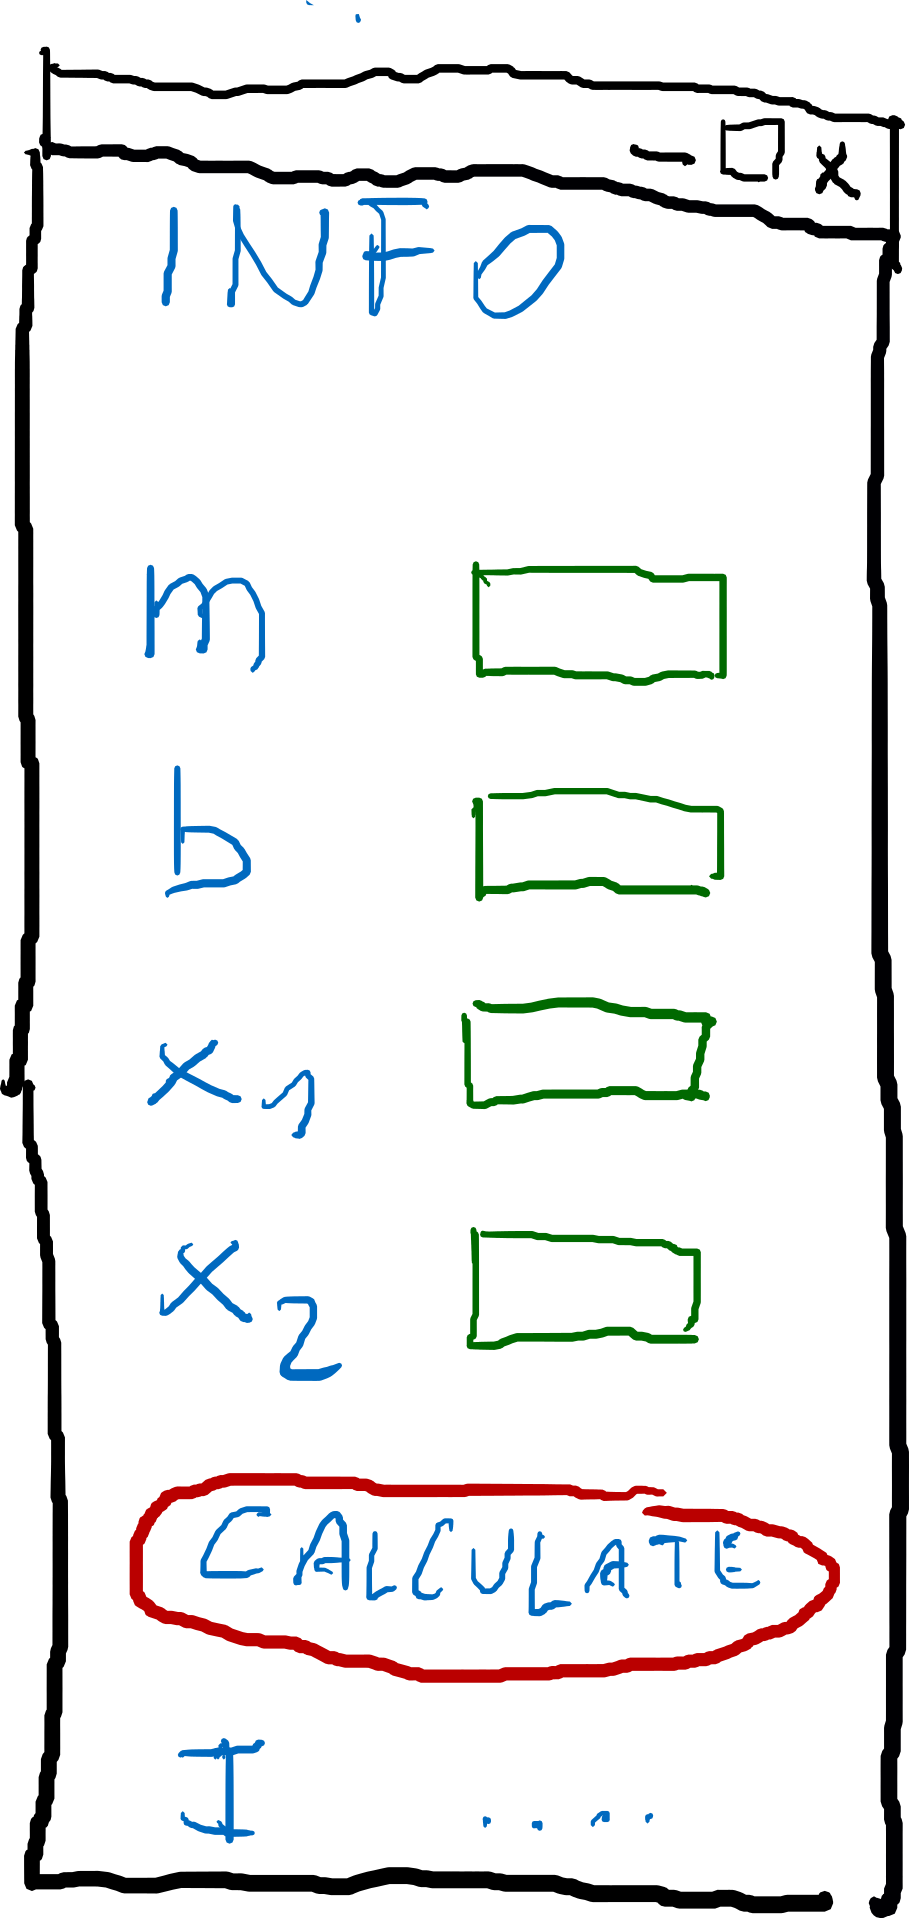 INFO
m
b
x1
x2
CALCULATE
I ....